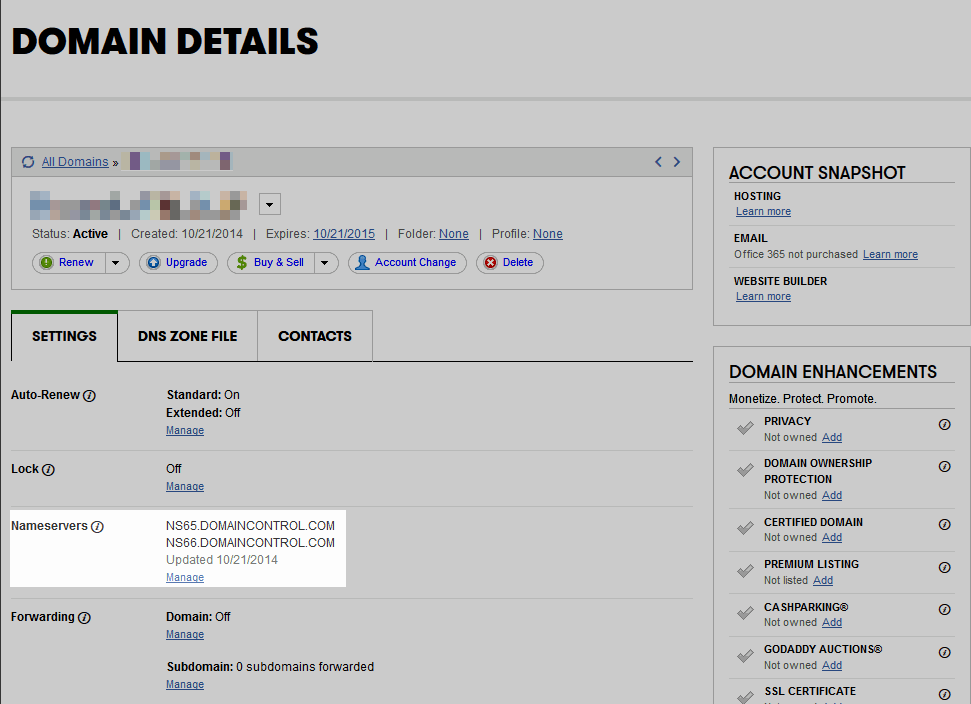 DOMAIN DETAILS
All Domains »
Status: Active | Created: 10/21/2014 | Expires: 10/21/2015 | Folder: None | Profile: None
Renew Upgrade Buy & Sell Account Change Delete
SETTINGS DNS ZONE FILE CONTACTS
Auto-Renew Standard: On
Extended: Off
Manage
Lock Off
Manage
Nameservers NS65.DOMAINCONTROL.COM
NS66.DOMAINCONTROL.COM
Updated 10/21/2014
Manage
Forwarding Domain: Off
Manage
Subdomain: 0 subdomains forwarded
Manage
ACCOUNT SNAPSHOT
HOSTING
Learn more
EMAIL
Office 365 not purchased Learn more
WEBSITE BUILDER
Learn more
DOMAIN ENHANCEMENTS
Monetize. Protect. Promote.
PRIVACY
Not owned Add
DOMAIN OWNERSHIP
PROTECTION
Not owned Add
CERTIFIED DOMAIN
Not owned Add
PREMIUM LISTING
Not listed Add
CASHPARKING®
Not owned Add
GODADDY AUCTIONS®
Not owned Add
SSL CERTIFICATE